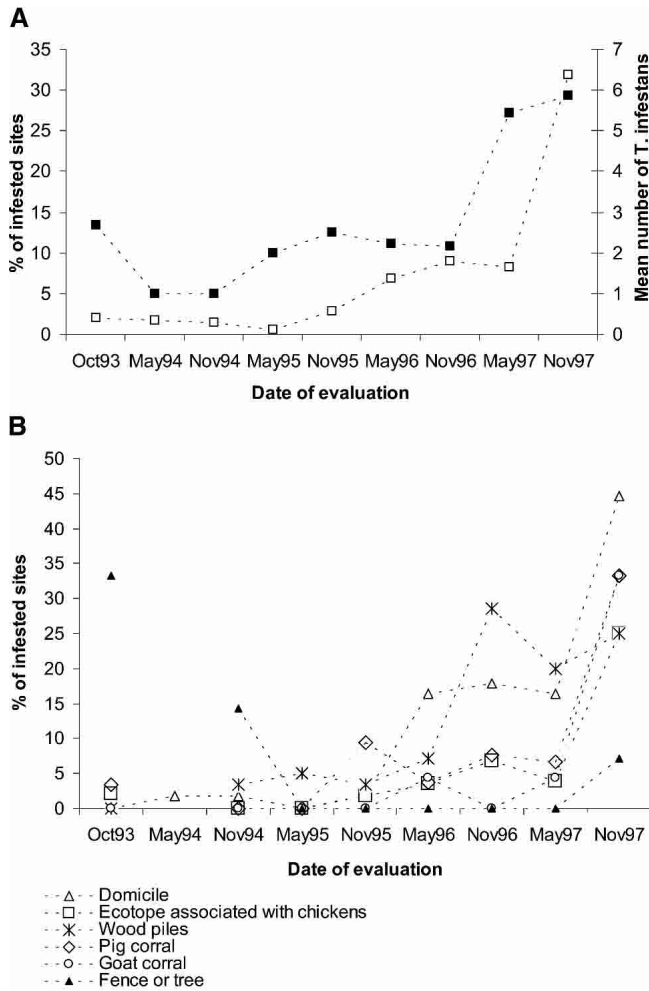 A
35
30
25
20
15
10
5
0
% of infested sites
7
6
5
4
3
2
1
0
Mean number of T. infestans
Oct93 May94 Nov94 May95 Nov95 May96 Nov96 May97 Nov97
Date of evaluation
B
50
45
40
35
30
25
20
15
10
5
0
% of infested sites
Oct93 May94 Nov94 May95 Nov95 May96 Nov96 May97 Nov97
Date of evaluation
Domicile
Ecotope associated with chickens
Wood piles
Pig corral
Goat corral
Fence or tree